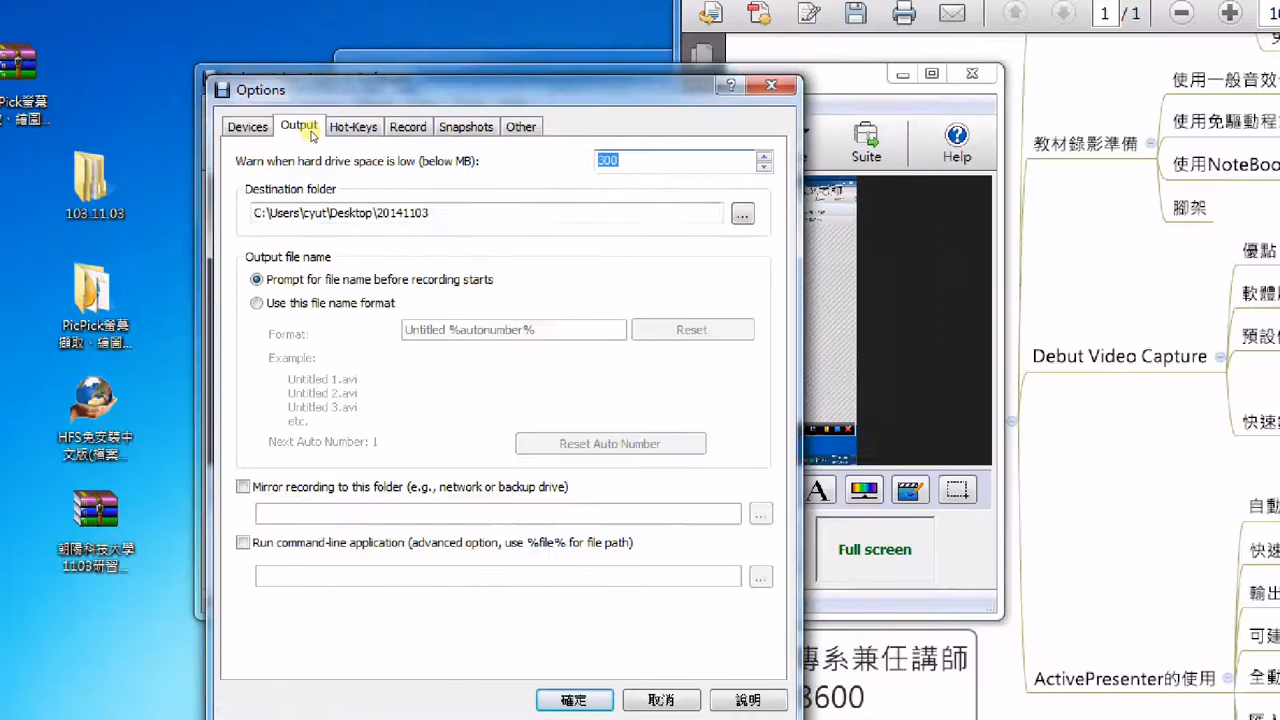 Pick螢幕
、繪圖...
103.11.03
PicPick螢幕
擷取、繪圖...
HFS免安裝中
文版(檔案...
朝陽科技大學
1103研習...
Options
Devices
Output
Hot-Keys
Record
Snapshots
Other
Warn when hard drive space is low (below MB):
300
Destination folder
C:\Users\cyut\Desktop\20141103
...
Output file name
Prompt for file name before recording starts
Use this file name format
Format:
Untitled %autonumber%
Reset
Example:
Untitled 1.avi
Untitled 2.avi
Untitled 3.avi
etc.
Next Auto Number: 1
Reset Auto Number
Mirror recording to this folder (e.g., network or backup drive)
...
Run command-line application (advanced option, use %file% for file path)
...
確定
取消
說明
Suite
Help
Full screen
1 / 1
使用一般音效
教材錄影準備
使用免驅動程
使用NoteBoo
腳架
優點
軟體
預設
Debut Video Capture
快速
自動
快速
輸出
可建
ActivePresenter的使用
全動
傳系兼任講師
3600